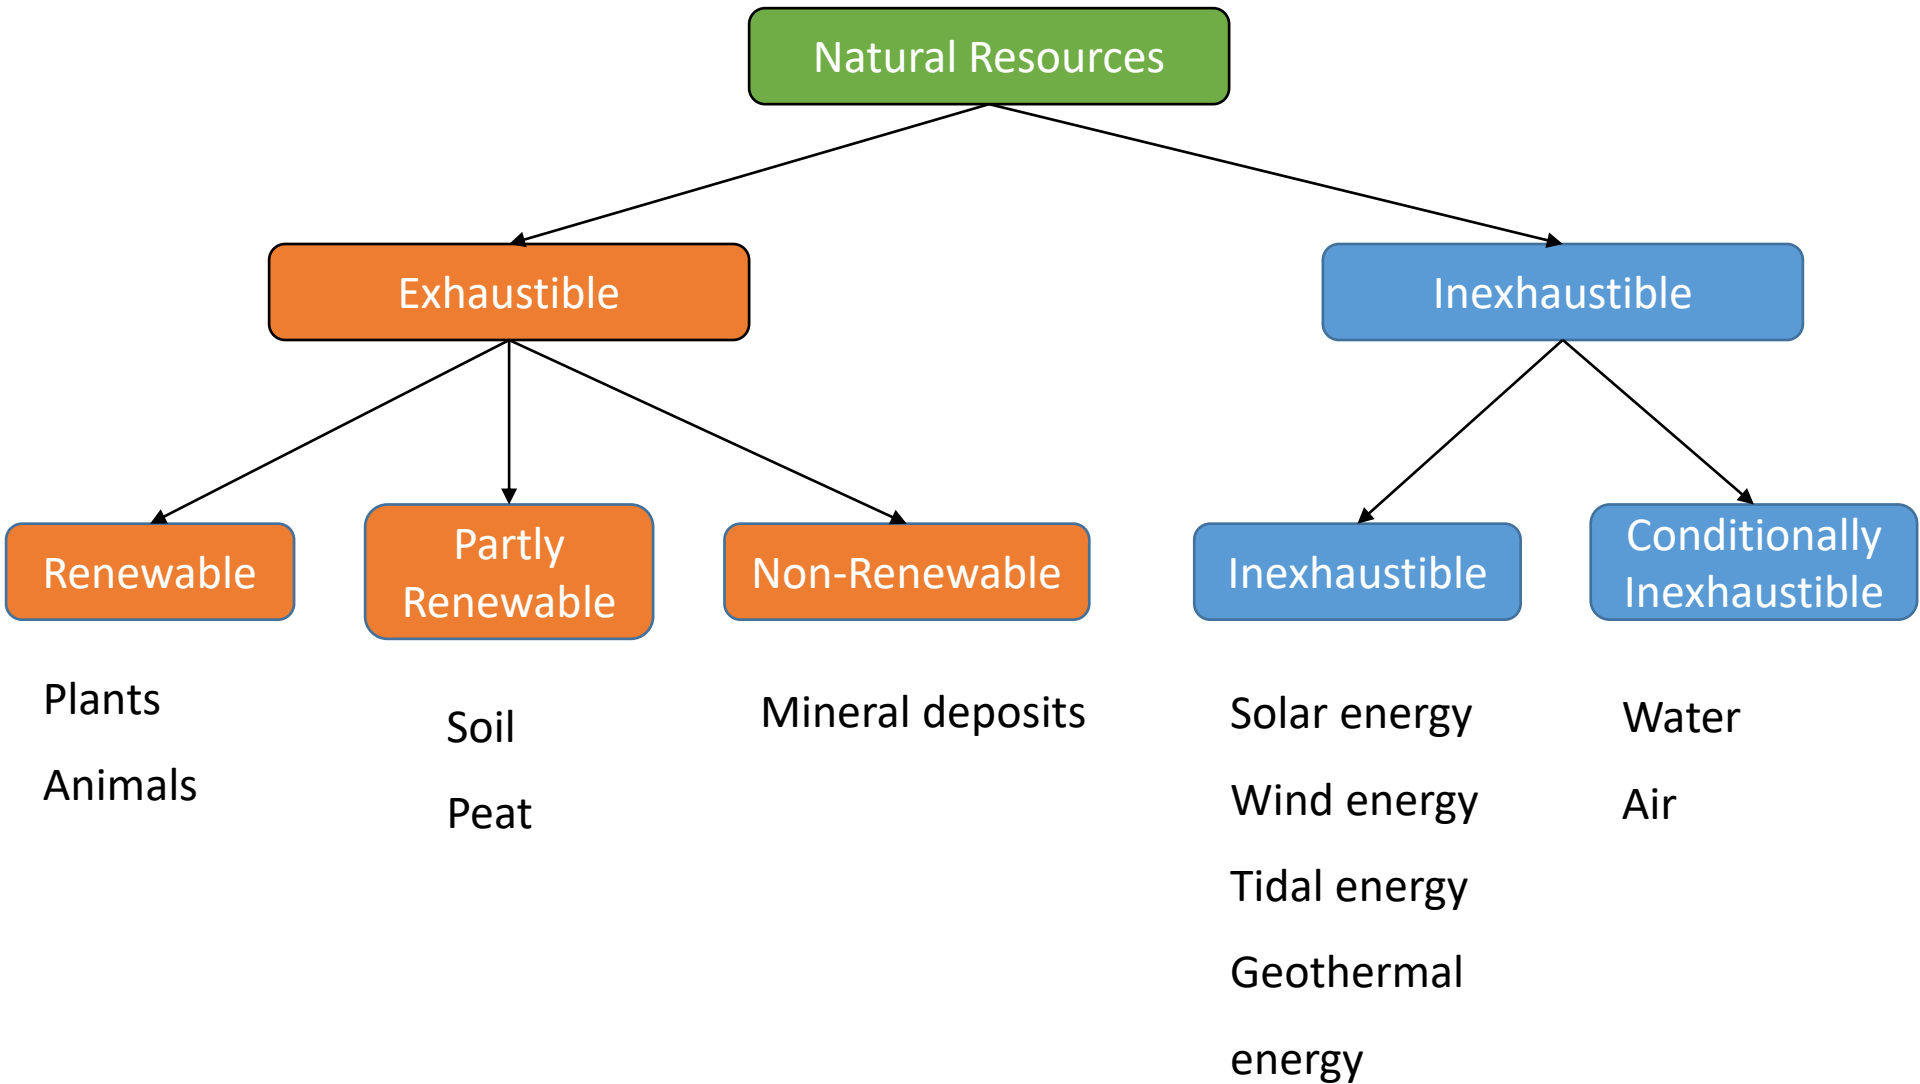 Natural Resources
Exhaustible
Inexhaustible
Renewable
Partly
Renewable
Non-Renewable
Inexhaustible
Conditionally
Inexhaustible
Plants
Animals
Soil
Peat
Mineral deposits
Solar energy
Wind energy
Tidal energy
Geothermal
energy
Water
Air